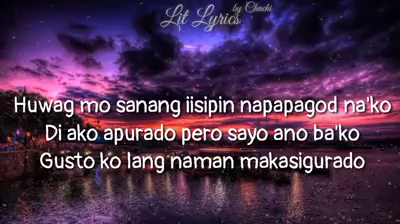 Lit Lyrics
by Chachi
Huwag mo sanang iisipin napapagod na'ko
Di ako apurado pero sayo ano ba'ko
Gusto ko lang naman makasigurado